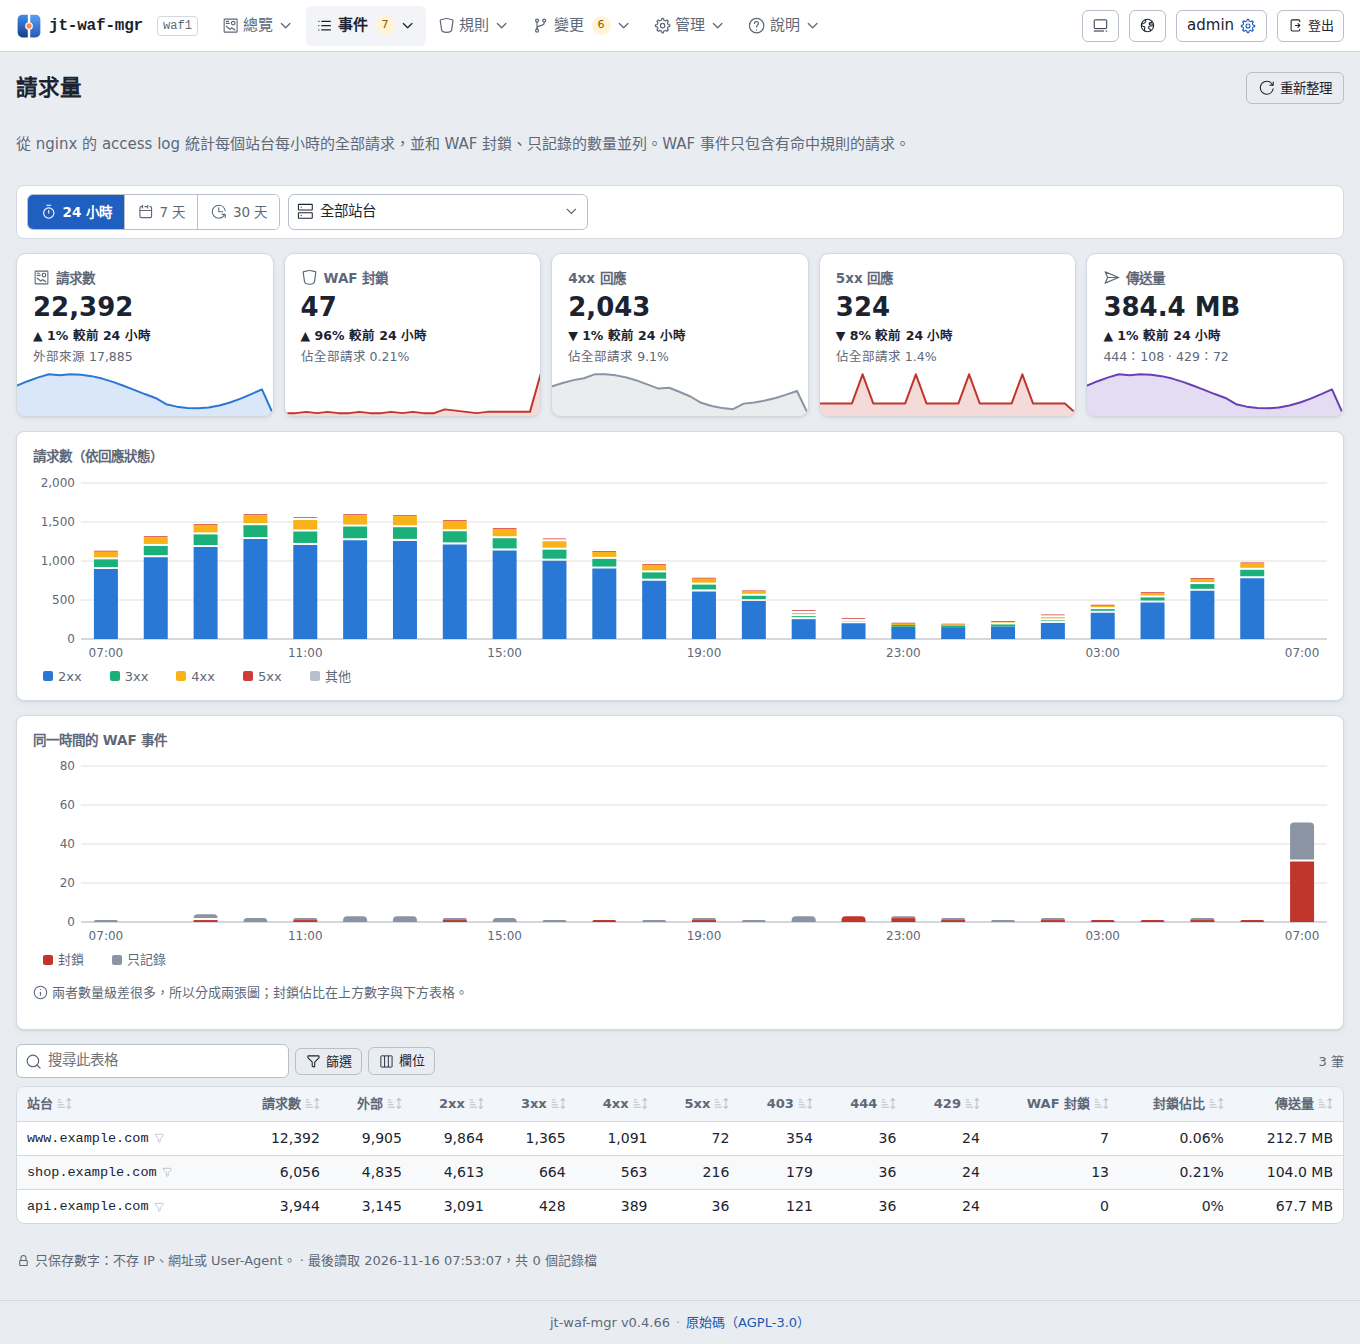 jt-waf-mgr waf1 總覽 事件 7 規則 變更 6 管理 說明 admin 登出
請求量
重新整理
從 nginx 的 access log 統計每個站台每小時的全部請求，並和 WAF 封鎖、只記錄的數量並列。WAF 事件只包含有命中規則的請求。
24 小時 7 天 30 天 全部站台
請求數
22,392
▲ 1% 較前 24 小時
外部來源 17,885
WAF 封鎖
47
▲ 96% 較前 24 小時
佔全部請求 0.21%
4xx 回應
2,043
▼ 1% 較前 24 小時
佔全部請求 9.1%
5xx 回應
324
▼ 8% 較前 24 小時
佔全部請求 1.4%
傳送量
384.4 MB
▲ 1% 較前 24 小時
444：108 · 429：72
請求數（依回應狀態）
2,000
1,500
1,000
500
0
07:00 11:00 15:00 19:00 23:00 03:00 07:00
2xx 3xx 4xx 5xx 其他
同一時間的 WAF 事件
80
60
40
20
0
07:00 11:00 15:00 19:00 23:00 03:00 07:00
封鎖 只記錄
兩者數量級差很多，所以分成兩張圖；封鎖佔比在上方數字與下方表格。
搜尋此表格 篩選 欄位 3 筆
站台 請求數 外部 2xx 3xx 4xx 5xx 403 444 429 WAF 封鎖 封鎖佔比 傳送量
www.example.com 12,392 9,905 9,864 1,365 1,091 72 354 36 24 7 0.06% 212.7 MB
shop.example.com 6,056 4,835 4,613 664 563 216 179 36 24 13 0.21% 104.0 MB
api.example.com 3,944 3,145 3,091 428 389 36 121 36 24 0 0% 67.7 MB
只保存數字：不存 IP、網址或 User-Agent。 · 最後讀取 2026-11-16 07:53:07，共 0 個記錄檔
jt-waf-mgr v0.4.66 · 原始碼（AGPL-3.0）